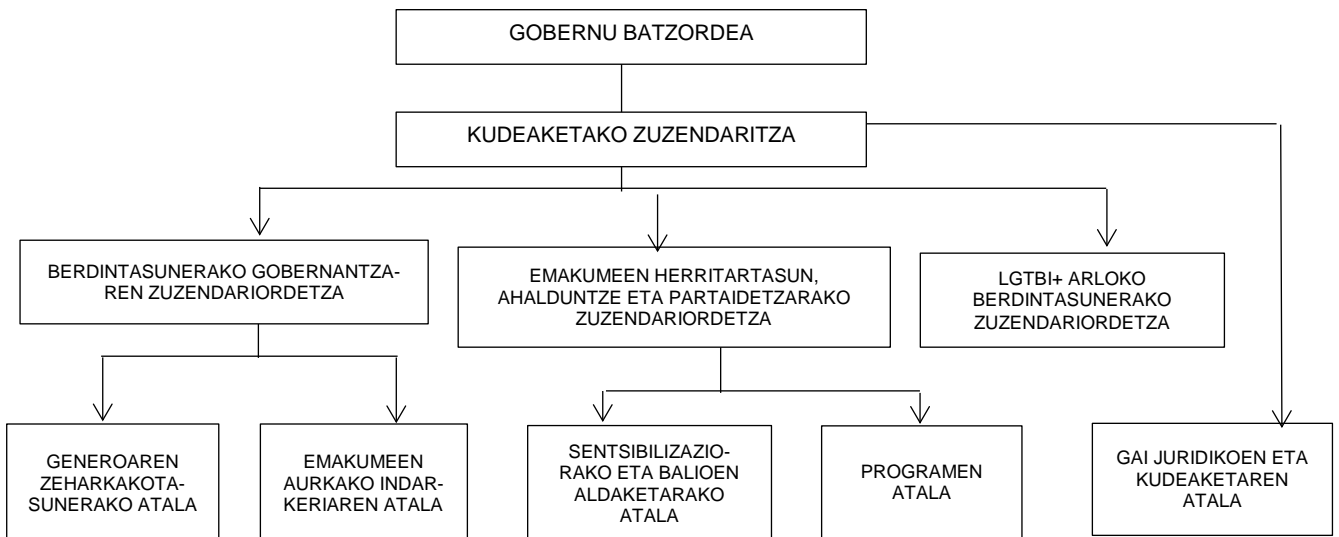 GOBERNU BATZORDEA
KUDEAKETAKO ZUZENDARITZA
BERDINTASUNERAKO GOBERNANTZA-
REN ZUZENDARIORDETZA
EMAKUMEEN HERRITARTASUN,
AHALDUNTZE ETA PARTAIDETZARAKO
ZUZENDARIORDETZA
LGTBI+ ARLOKO
BERDINTASUNERAKO
ZUZENDARIORDETZA
GENEROAREN
ZEHARKAKOTA-
SUNERAKO ATALA
EMAKUMEEN
AURKAKO INDAR-
KERIAREN ATALA
SENTSIBILIZAZIO-
RAKO ETA BALIOEN
ALDAKETARAKO
ATALA
PROGRAMEN
ATALA
GAI JURIDIKOEN ETA
KUDEAKETAREN
ATALA